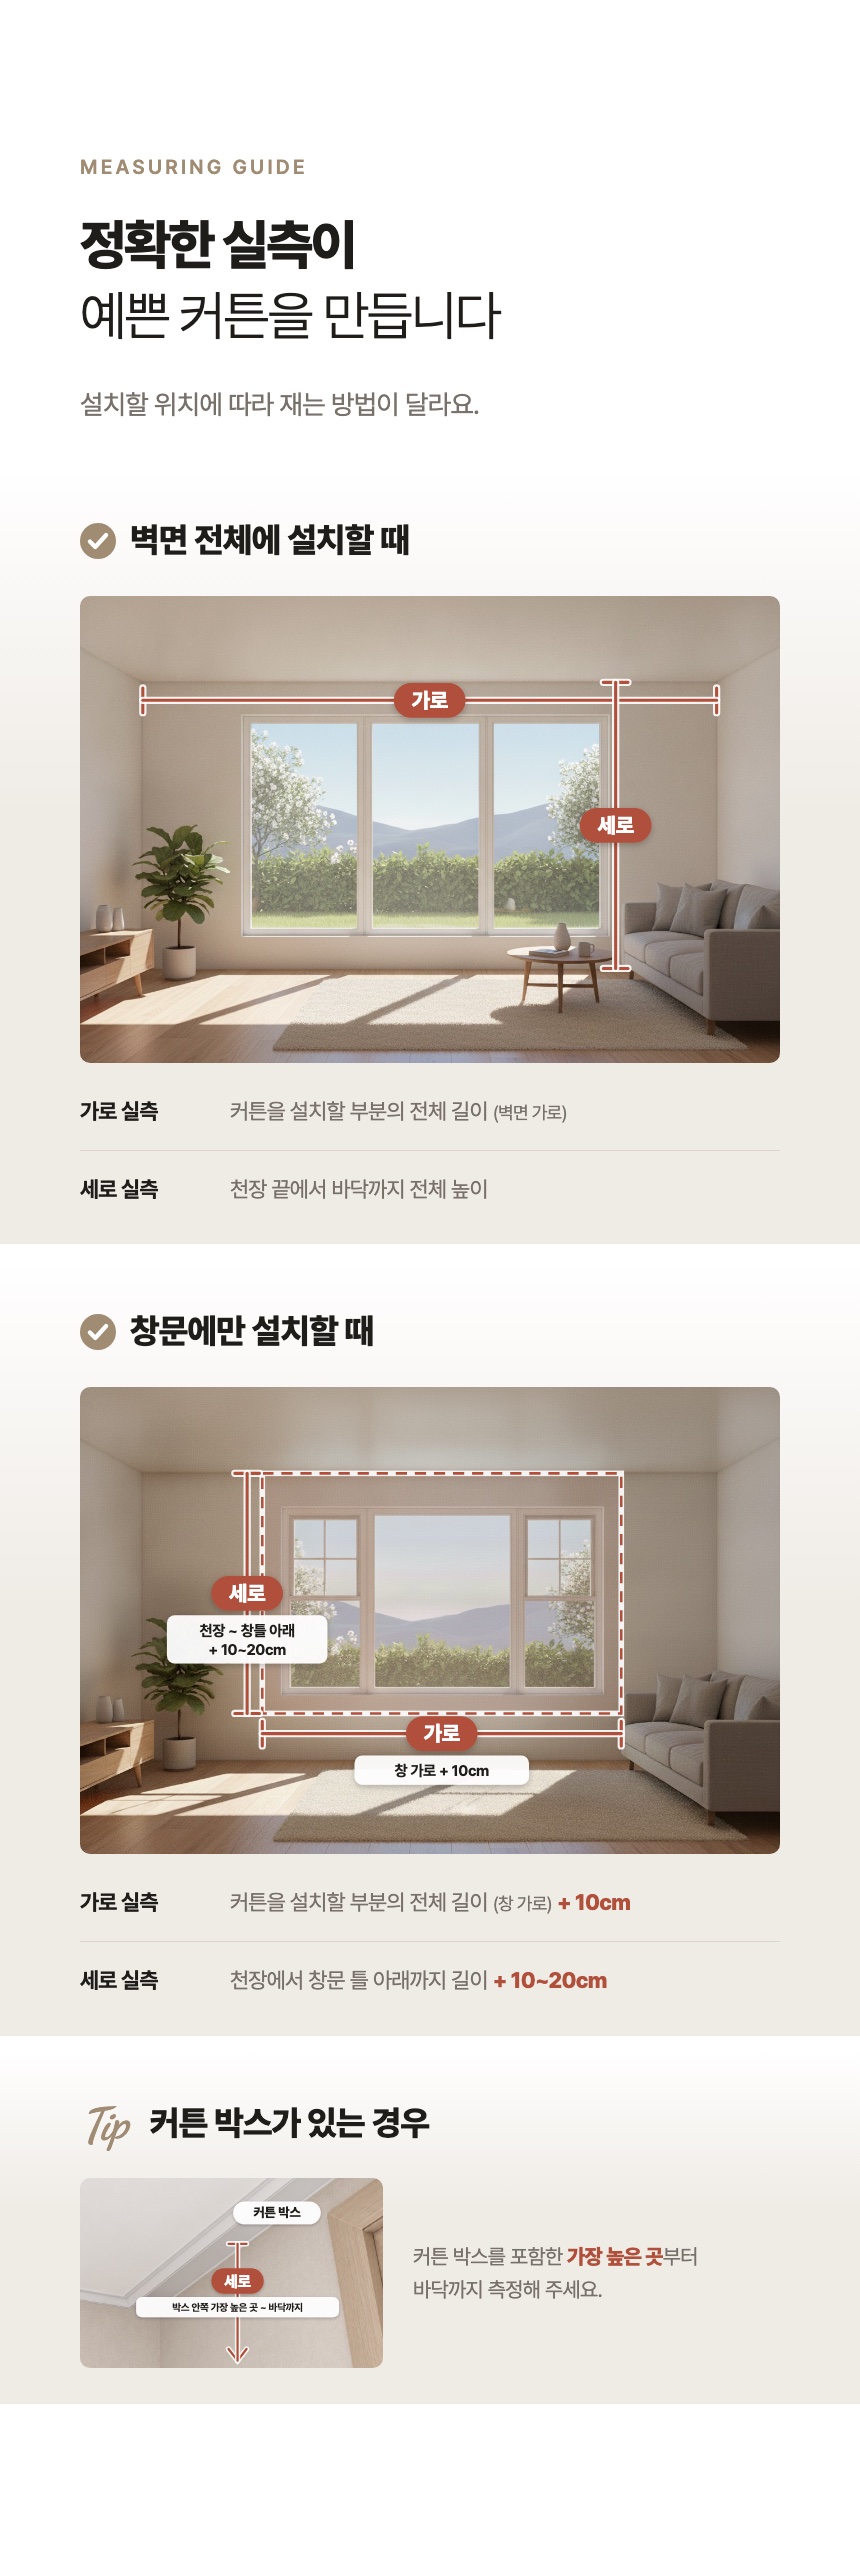 MEASURING GUIDE
정확한 실측이
예쁜 커튼을 만듭니다
설치할 위치에 따라 재는 방법이 달라요.
벽면 전체에 설치할 때
가로
세로
가로 실측 커튼을 설치할 부분의 전체 길이 (벽면 가로)
세로 실측 천장 끝에서 바닥까지 전체 높이
창문에만 설치할 때
세로
천장 ~ 창틀 아래
+ 10~20cm
가로
창 가로 + 10cm
가로 실측 커튼을 설치할 부분의 전체 길이 (창 가로) + 10cm
세로 실측 천장에서 창문 틀 아래까지 길이 + 10~20cm
Tip 커튼 박스가 있는 경우
커튼 박스
세로
박스 안쪽 가장 높은 곳 ~ 바닥까지
커튼 박스를 포함한 가장 높은 곳부터
바닥까지 측정해 주세요.